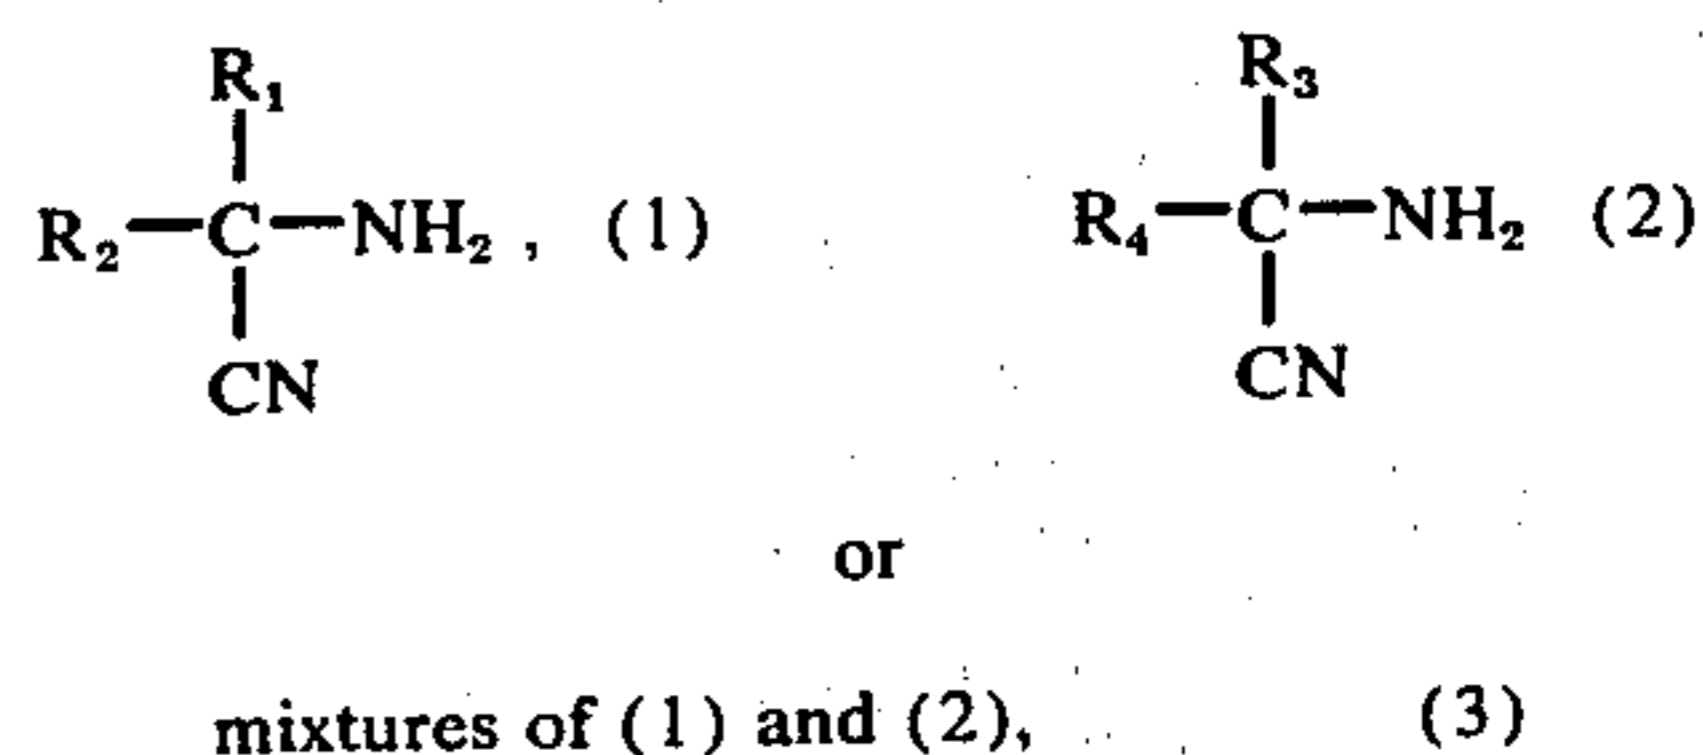 R₁ R₃
R₂—C—NH₂ , (1) R₄—C—NH₂ (2)
CN CN
or
mixtures of (1) and (2), (3)